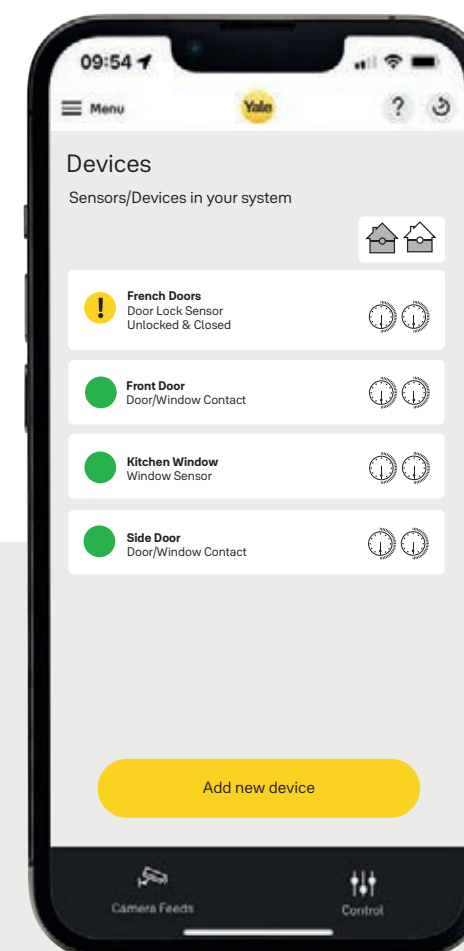 09:54
Menu
Yale
?
Devices
Sensors/Devices in your system
!
French Doors
Door Lock Sensor
Unlocked & Closed
Front Door
Door/Window Contact
Kitchen Window
Window Sensor
Side Door
Door/Window Contact
Add new device
Camera Feeds
Control